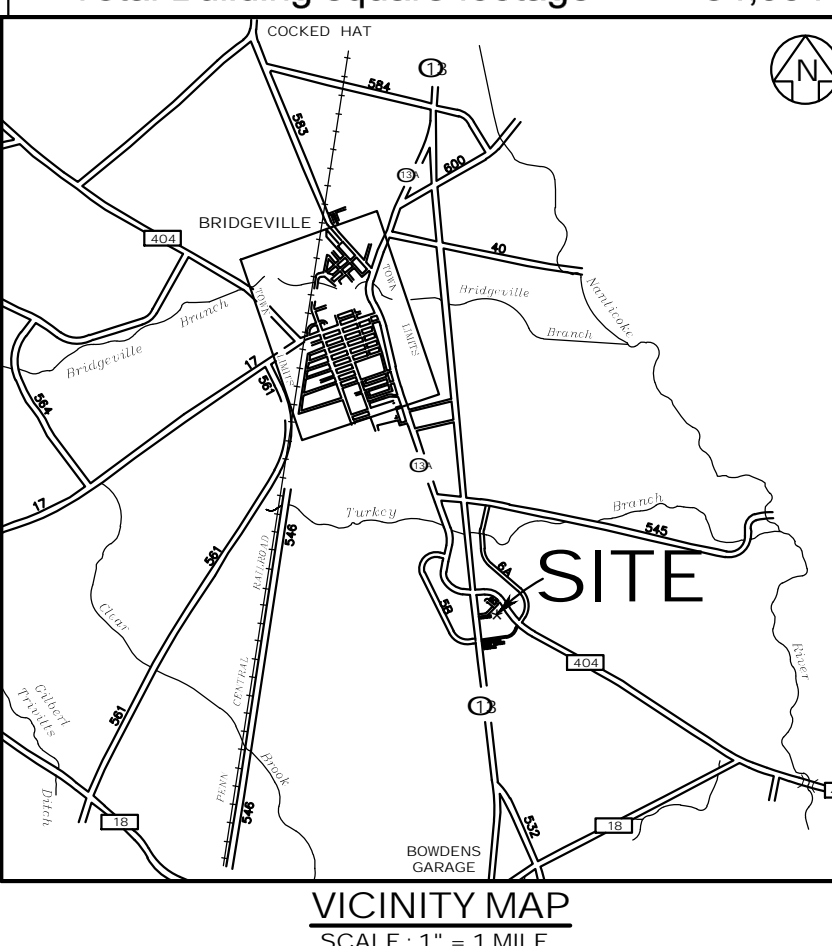 Total Building square footage
COCKED HAT
13
N
584
583
13A
600
BRIDGEVILLE
404
40
TOWN
LIMITS
TOWN
LIMITS
Bridgeville
Branch
Nanticoke
Bridgeville
Branch
17
561
564
17
13A
Turkey
Branch
545
546
561
RAILROAD
6A
5B
SITE
Clear
404
River
CENTRAL
Gilbert
Trivitts
Ditch
561
13
Brook
PENN
546
18
18
532
BOWDENS
GARAGE
VICINITY MAP
SCALE : 1" = 1 MILE